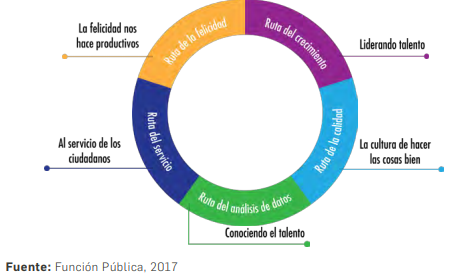 La felicidad nos
hace productivos
Ruta de la felicidad
Ruta del crecimiento
Liderando talento
Al servicio de los
ciudadanos
Ruta del servicio
Ruta de la calidad
La cultura de hacer
las cosas bien
Ruta del análisis de datos
Conociendo el talento
Fuente: Función Pública, 2017